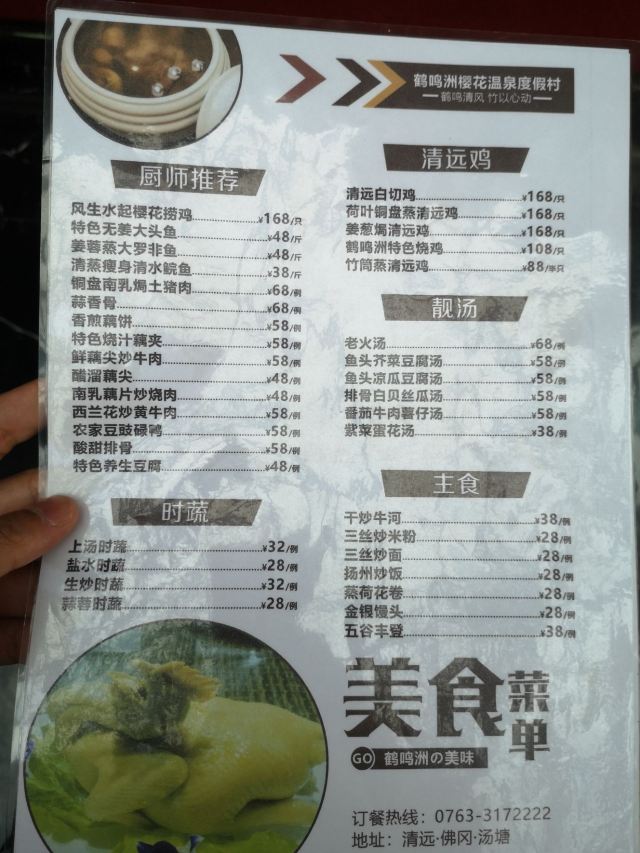 鹤鸣洲樱花温泉度假村
鹤鸣清风 竹以心动
厨师推荐
风生水起樱花捞鸡 ¥168/只
特色无姜大头鱼 ¥48/斤
姜蓉蒸大罗非鱼 ¥48/斤
清蒸瘦身清水鲩鱼 ¥38/斤
铜盘南乳焗土猪肉 ¥68/例
蒜香骨 ¥68/例
香煎藕饼 ¥58/例
特色烧汁藕夹 ¥58/例
鲜藕尖炒牛肉 ¥58/例
醋溜藕尖 ¥48/例
南乳藕片炒烧肉 ¥48/例
西兰花炒黄牛肉 ¥58/例
农家豆豉碌鸭 ¥58/例
酸甜排骨 ¥58/例
特色养生豆腐 ¥48/例
时蔬
上汤时蔬 ¥32/例
盐水时蔬 ¥28/例
生炒时蔬 ¥32/例
蒜蓉时蔬 ¥28/例
清远鸡
清远白切鸡 ¥168/只
荷叶铜盘蒸清远鸡 ¥168/只
姜葱焗清远鸡 ¥168/只
鹤鸣洲特色烧鸡 ¥108/只
竹筒蒸清远鸡 ¥88/半只
靓汤
老火汤 ¥68/例
鱼头芥菜豆腐汤 ¥58/例
鱼头凉瓜豆腐汤 ¥58/例
排骨白贝丝瓜汤 ¥58/例
番茄牛肉薯仔汤 ¥58/例
紫菜蛋花汤 ¥38/例
主食
干炒牛河 ¥38/例
三丝炒米粉 ¥28/例
三丝炒面 ¥28/例
扬州炒饭 ¥28/例
蒸荷花卷 ¥28/例
金银馒头 ¥28/例
五谷丰登 ¥38/例
美食菜单
GO 鹤鸣洲の美味
订餐热线：0763-3172222
地址：清远·佛冈·汤塘